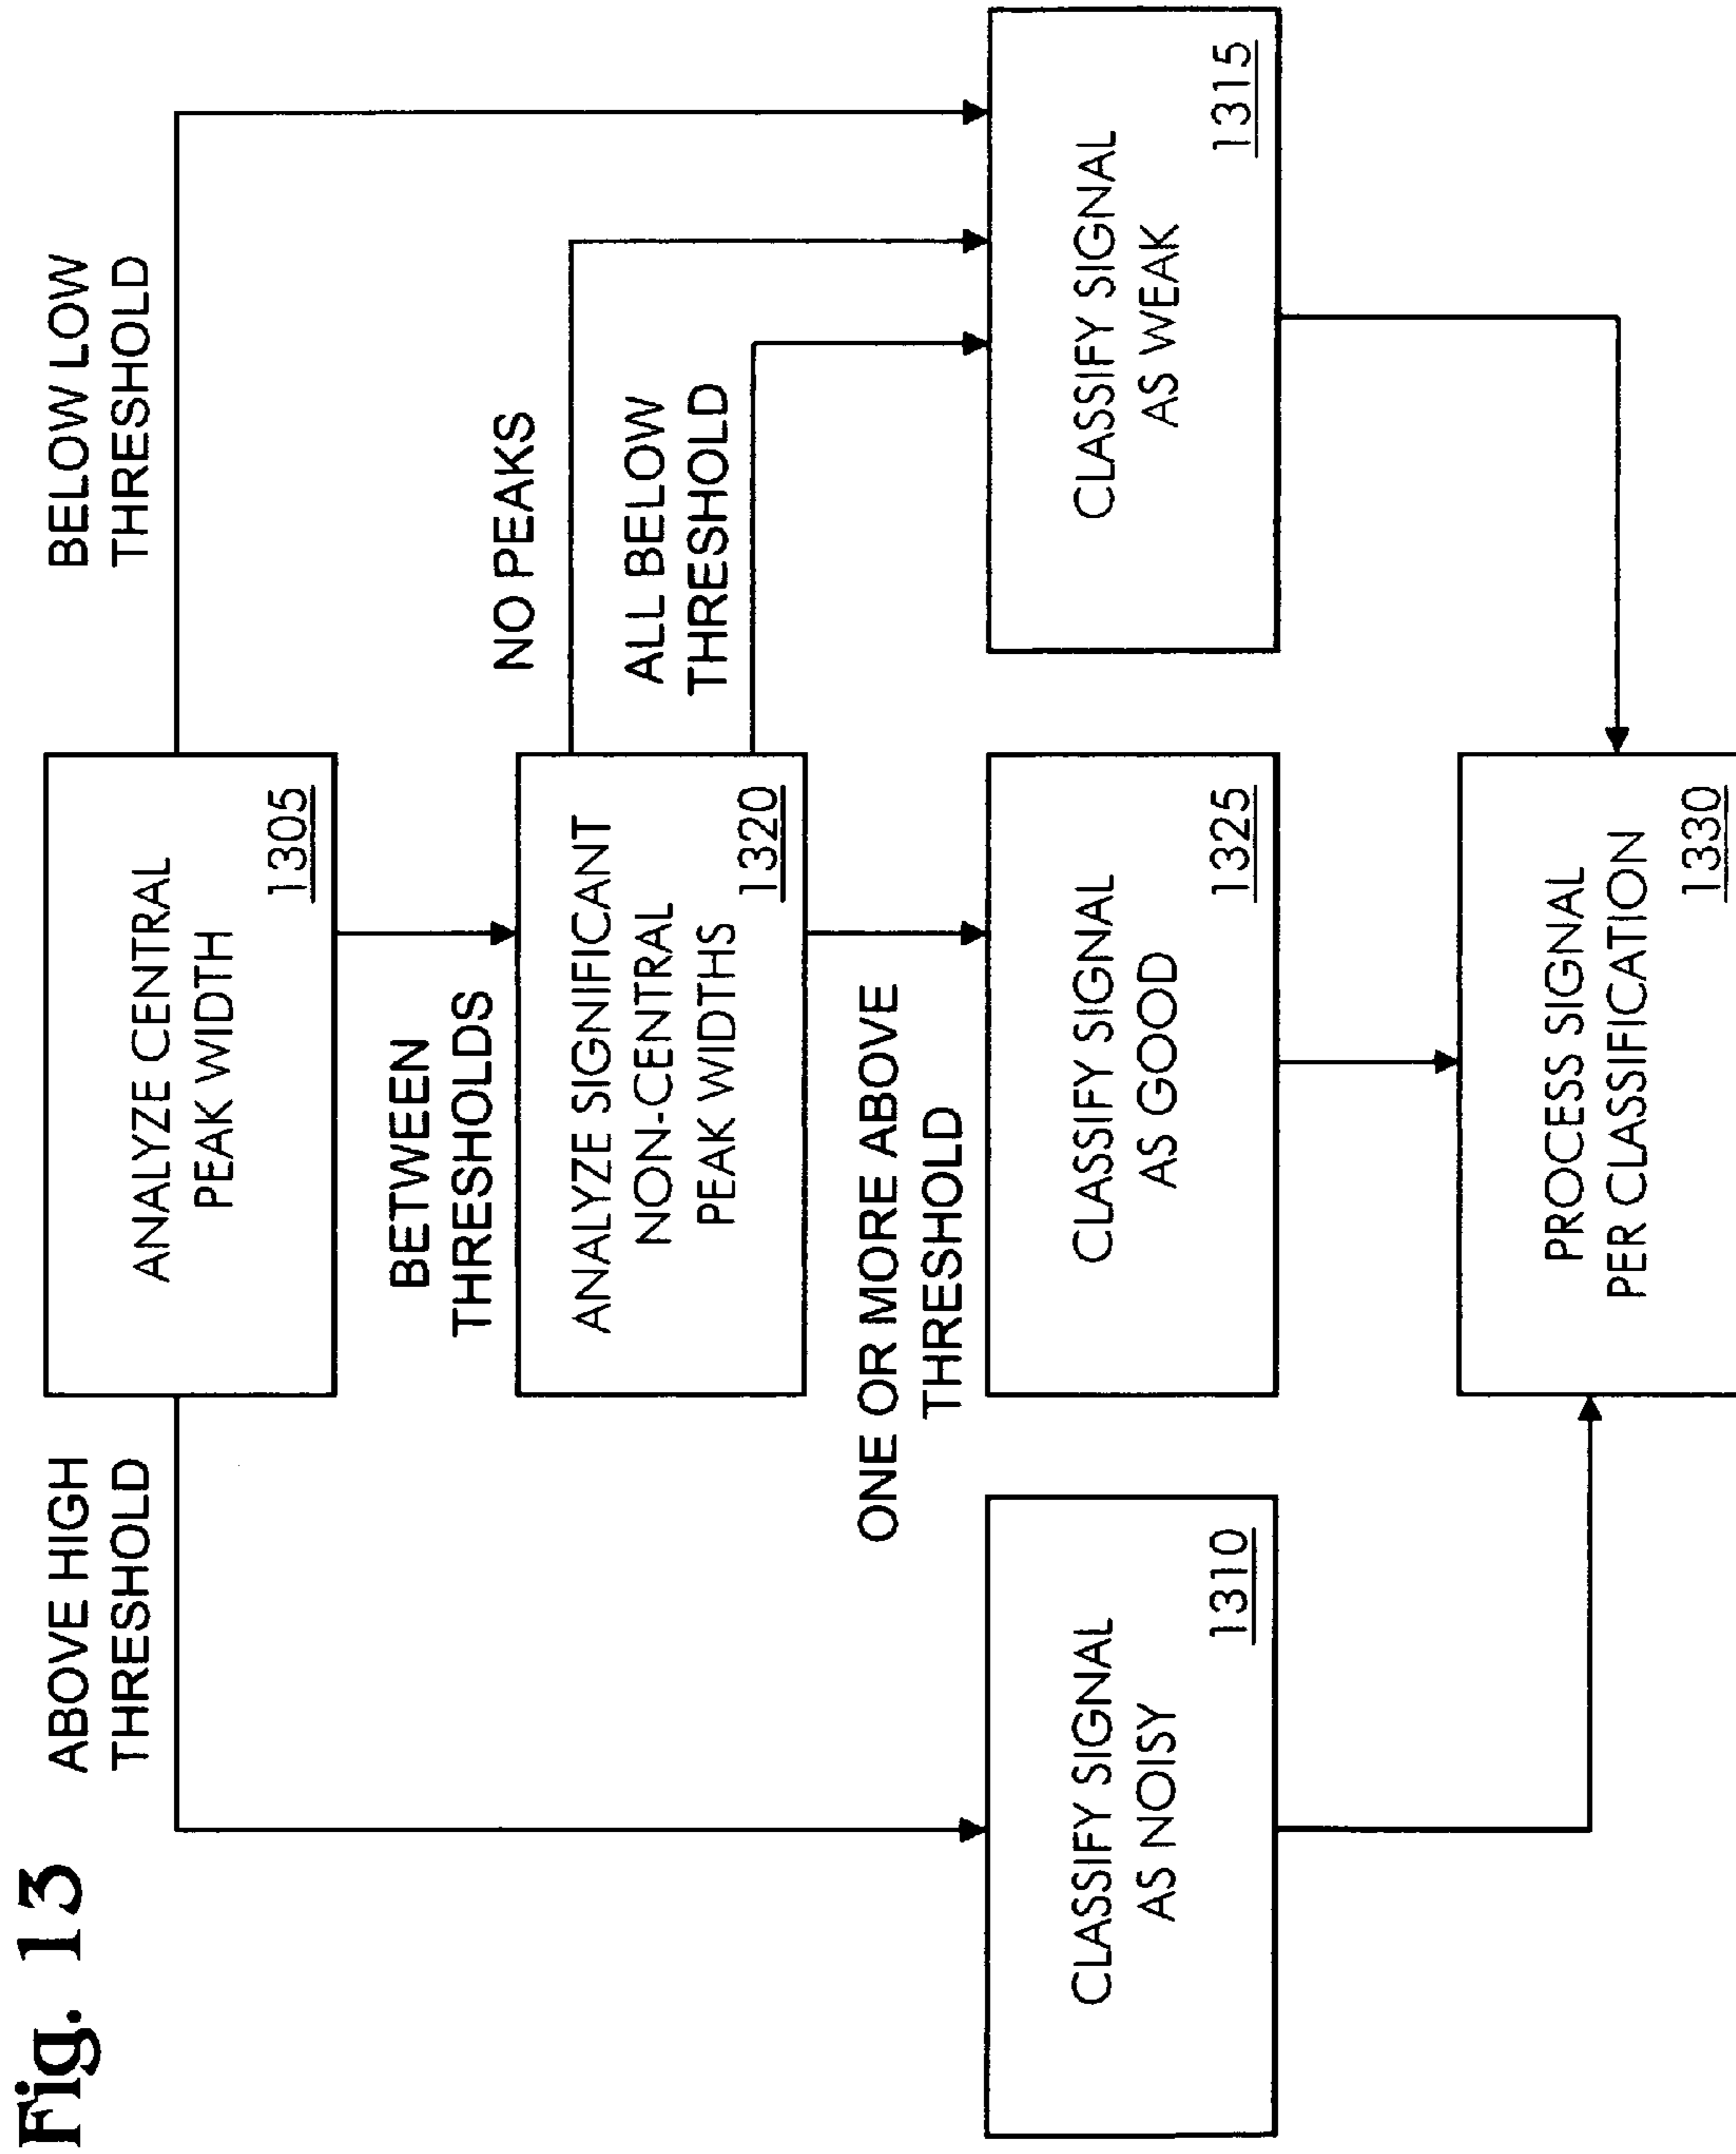 Fig. 13
ABOVE HIGH
THRESHOLD
BELOW LOW
THRESHOLD
ANALYZE CENTRAL
PEAK WIDTH
1305
BETWEEN
THRESHOLDS
NO PEAKS
ALL BELOW
THRESHOLD
ANALYZE SIGNIFICANT
NON-CENTRAL
PEAK WIDTHS
1320
ONE OR MORE ABOVE
THRESHOLD
CLASSIFY SIGNAL
AS NOISY
1310
CLASSIFY SIGNAL
AS GOOD
1325
CLASSIFY SIGNAL
AS WEAK
1315
PROCESS SIGNAL
PER CLASSIFICATION
1330